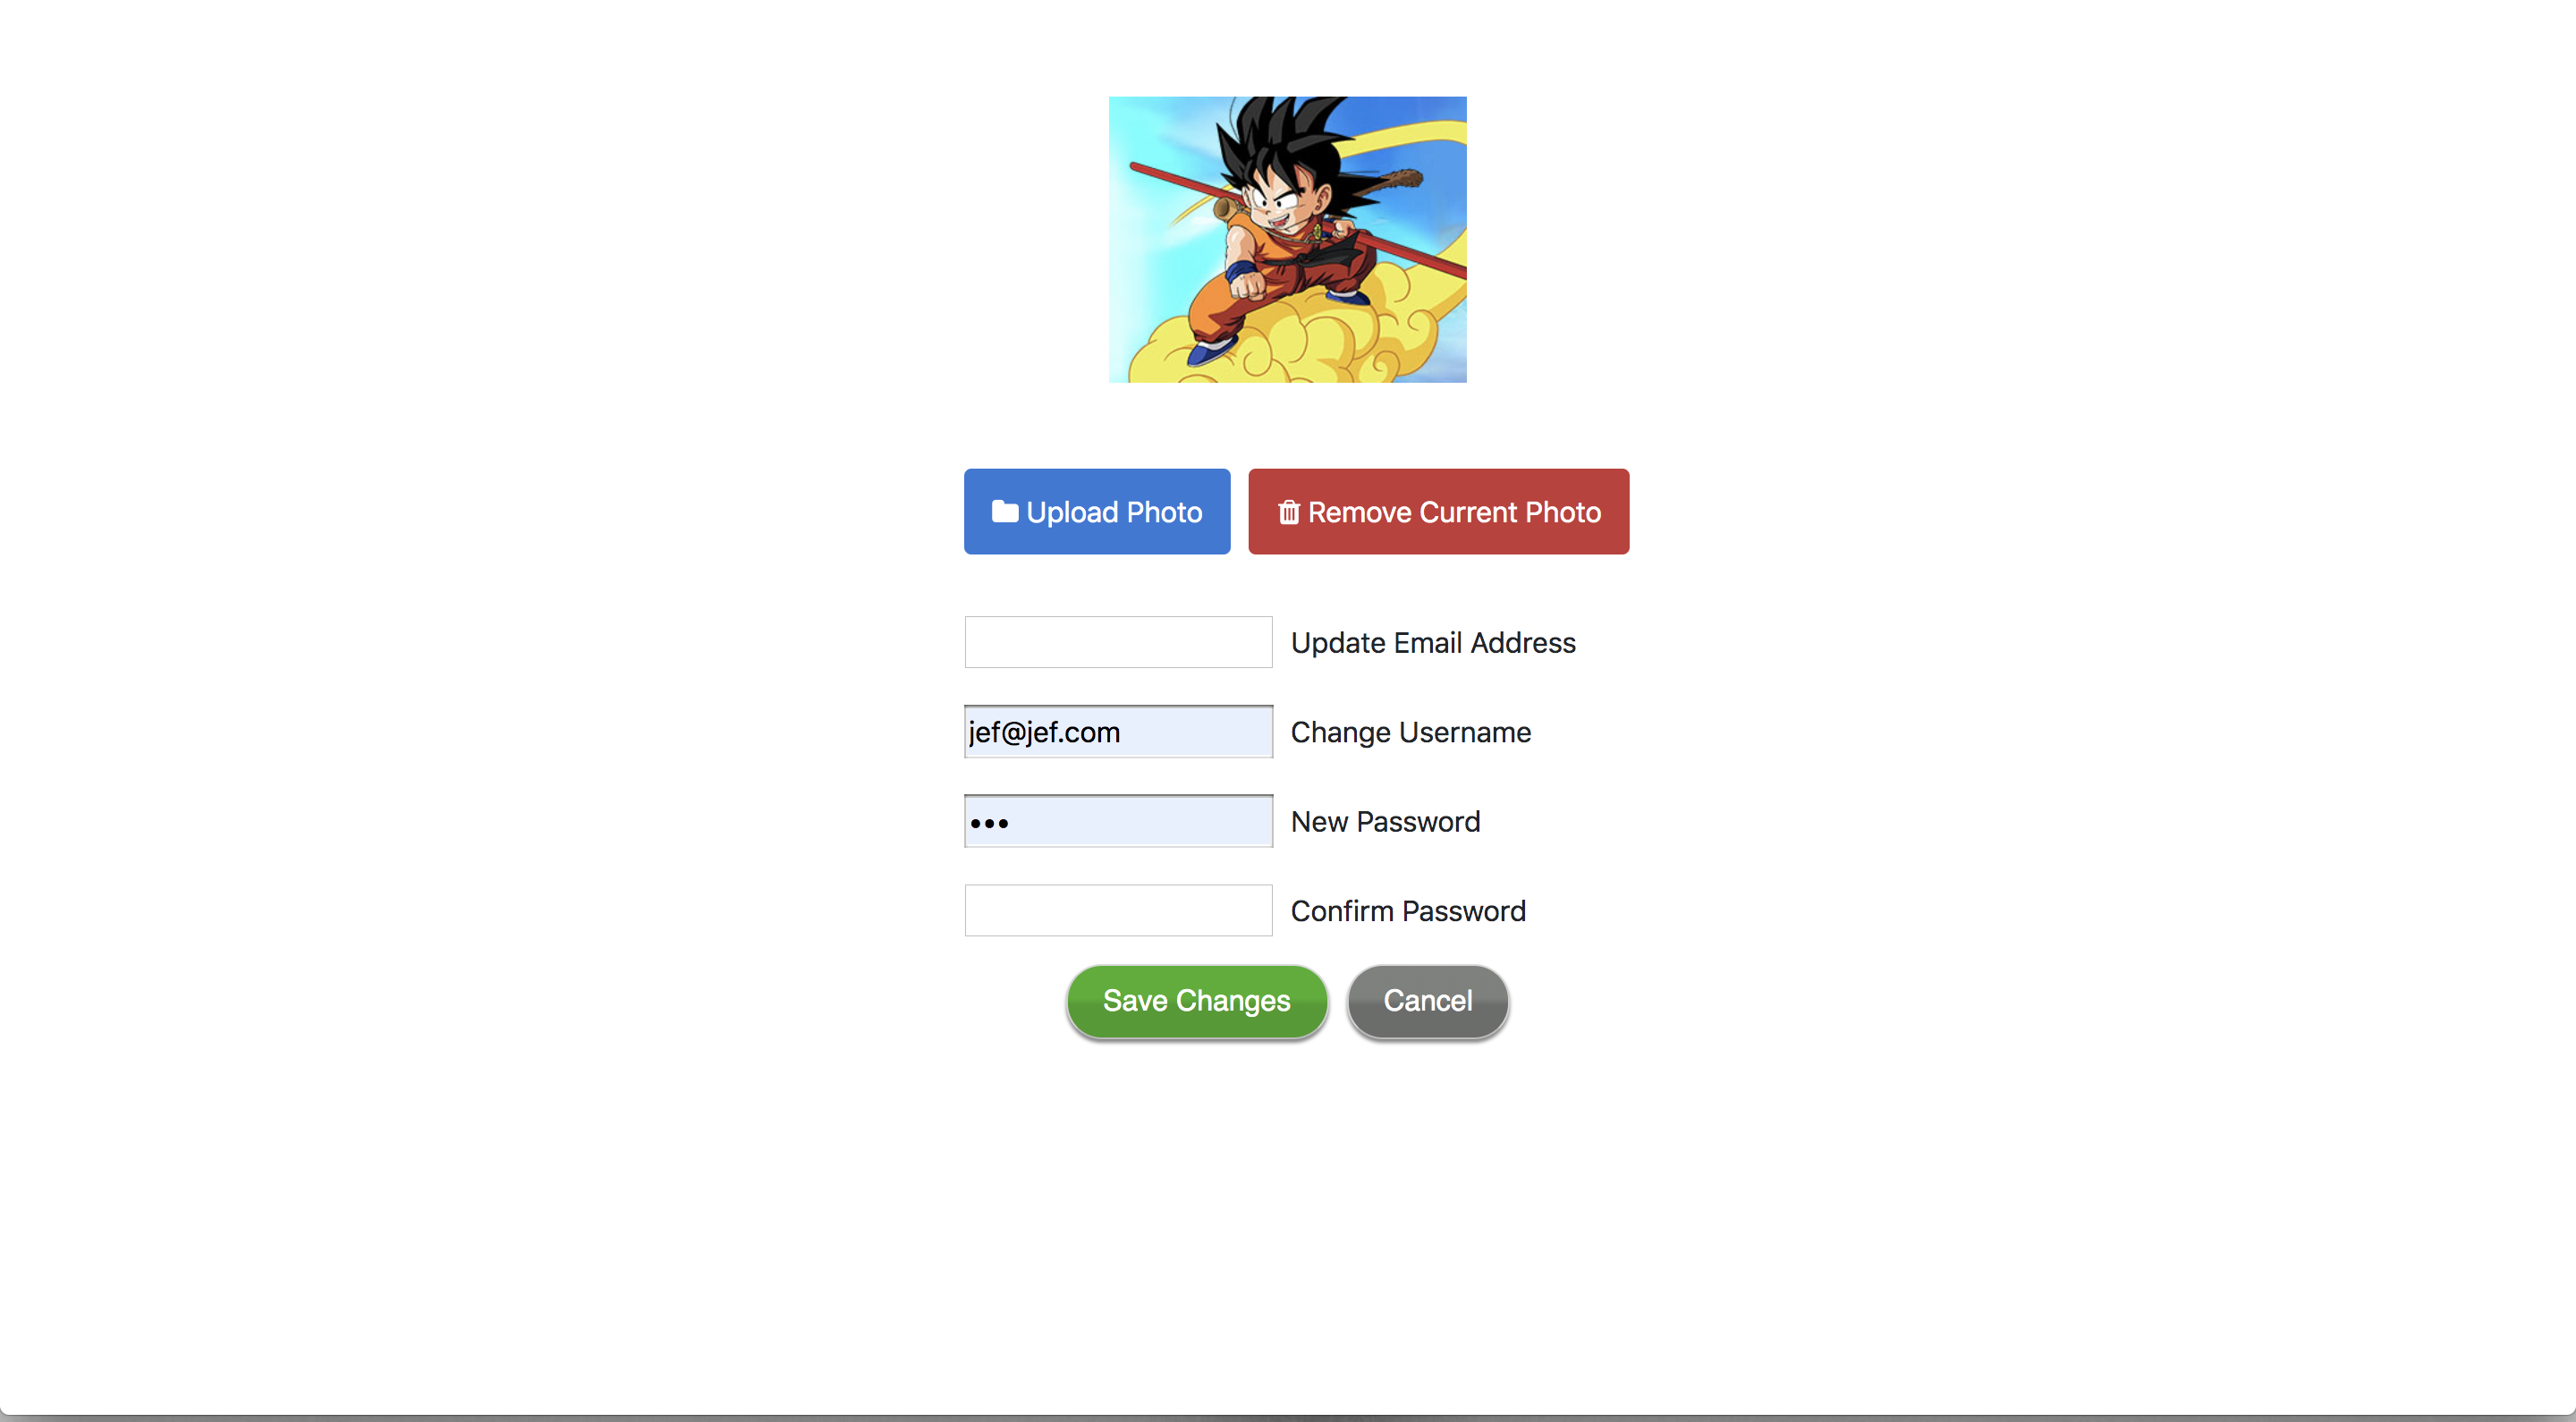 Upload Photo
Remove Current Photo
Update Email Address
jef@jef.com
Change Username
•••
New Password
Confirm Password
Save Changes
Cancel